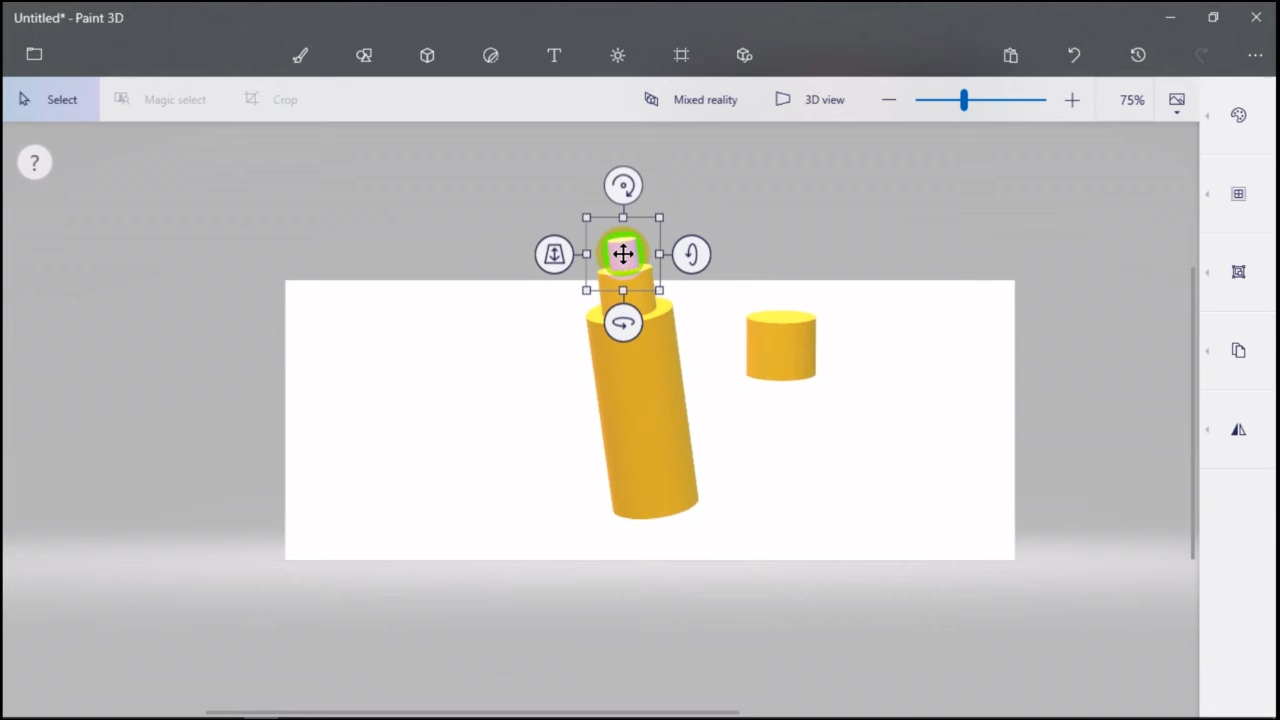 Untitled* - Paint 3D
T
Select
Magic select
Crop
Mixed reality
3D view
75%
?